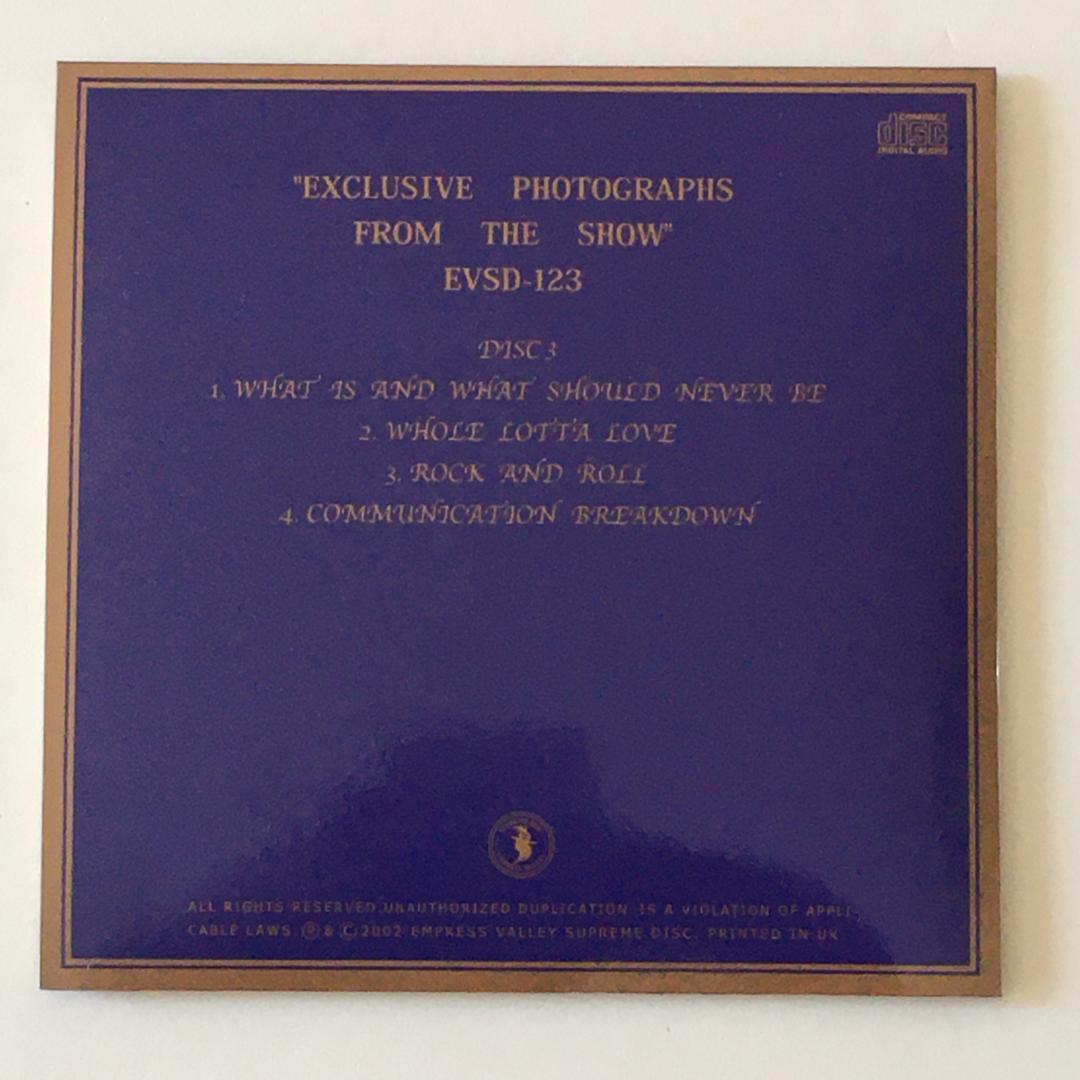 COMPACT
disc
DIGITAL AUDIO
"EXCLUSIVE PHOTOGRAPHS
FROM THE SHOW"
EVSD-123
DISC 3
1. WHAT IS AND WHAT SHOULD NEVER BE
2. WHOLE LOTTA LOVE
3. ROCK AND ROLL
4. COMMUNICATION BREAKDOWN
ALL RIGHTS RESERVED.UNAUTHORIZED DUPLICATION IS A VIOLATION OF APPLI-
CABLE LAWS ℗ & © 2002 EMPRESS VALLEY SUPREME DISC. PRINTED IN UK